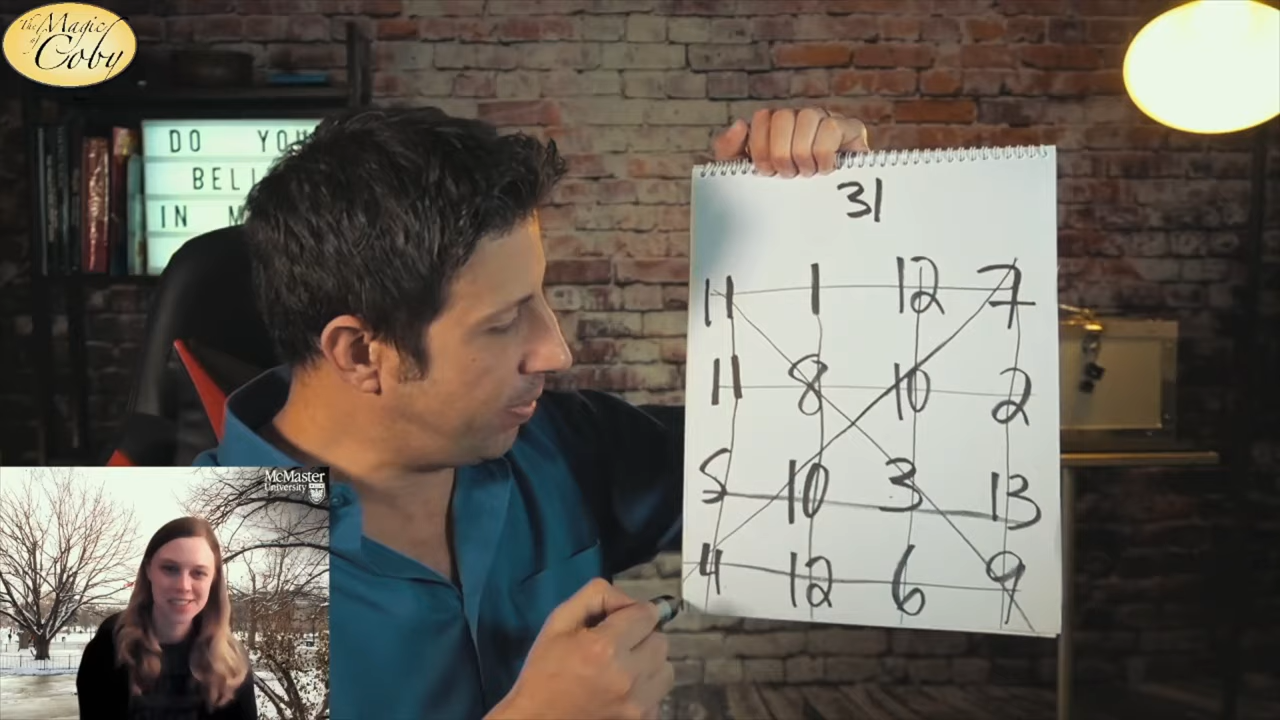 The Magic
of Coby
DO YOU
BELI
IN M
31
11 1 12 7
11 8 10 2
5 10 3 13
4 12 6 9
McMaster
University